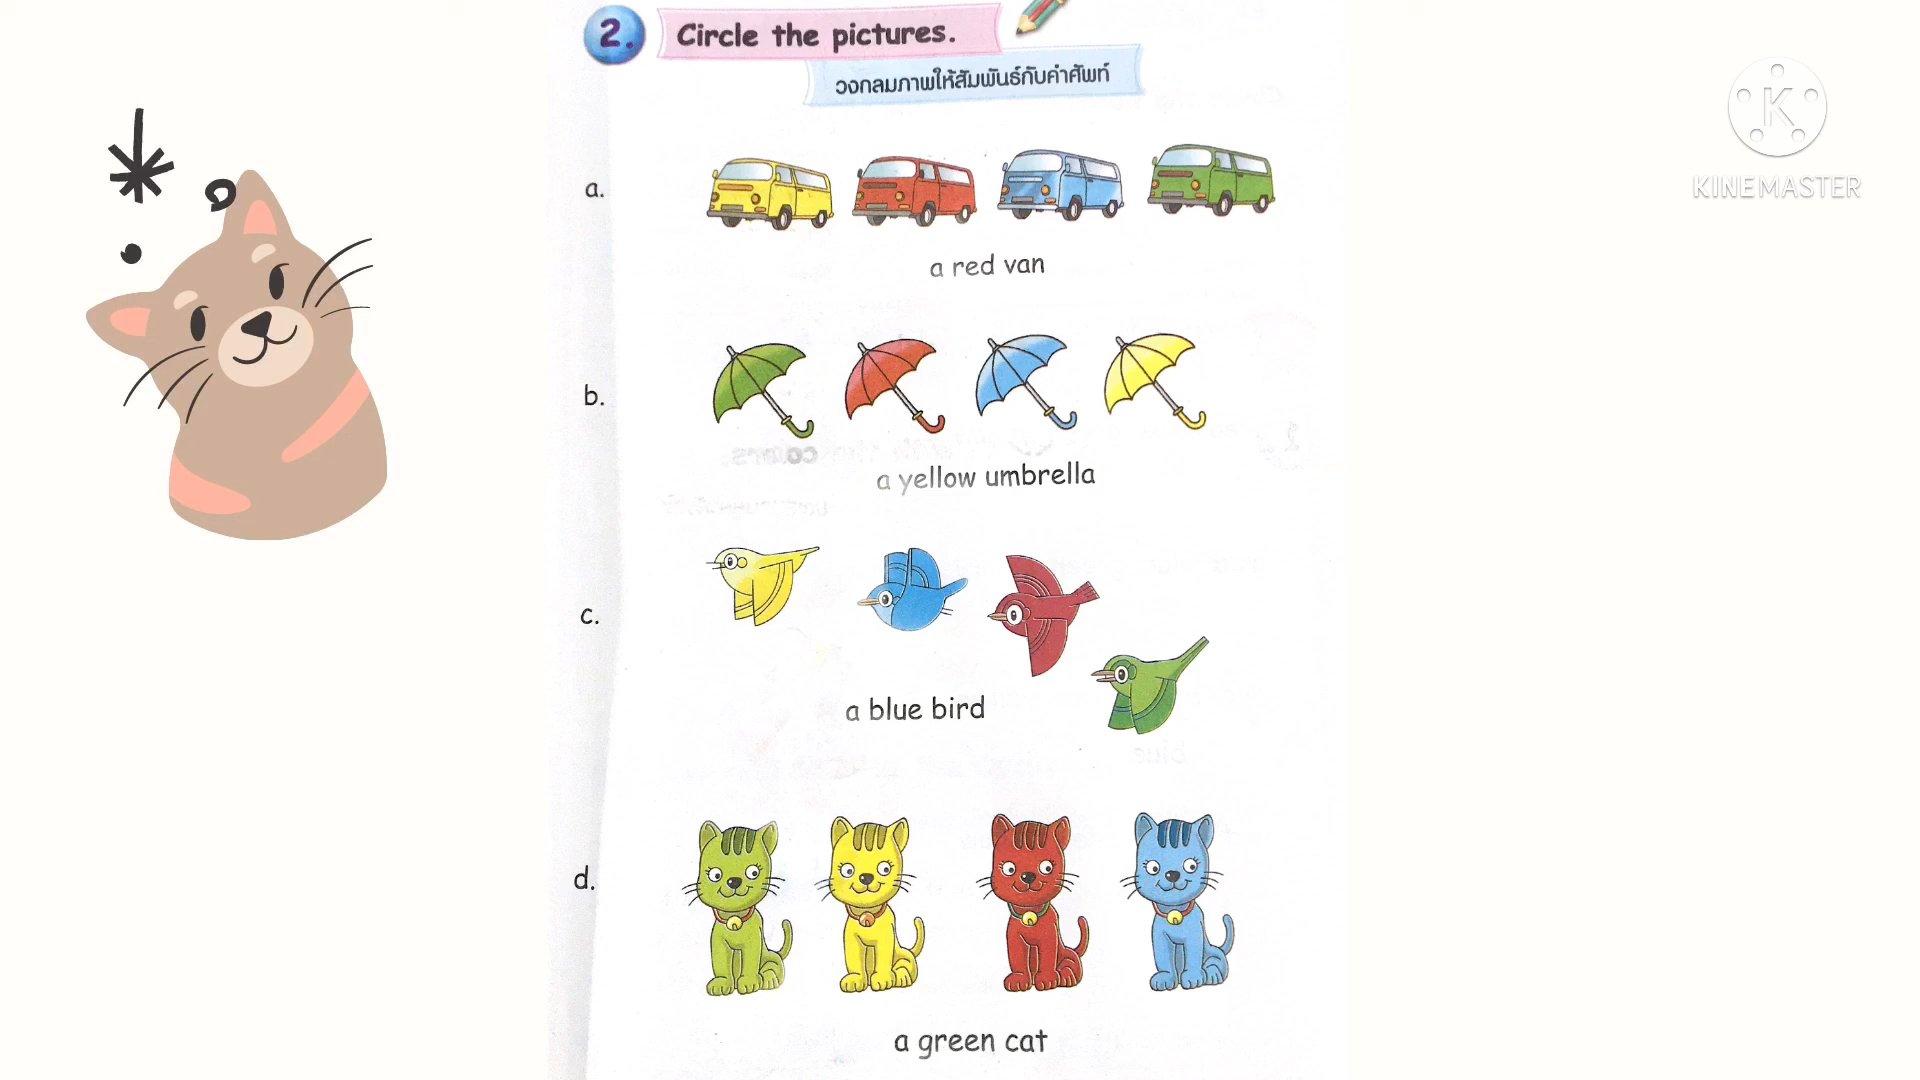 2. Circle the pictures.
วงกลมภาพให้สัมพันธ์กับคำศัพท์
K
KINEMASTER
a.
a red van
b.
a yellow umbrella
c.
a blue bird
d.
a green cat